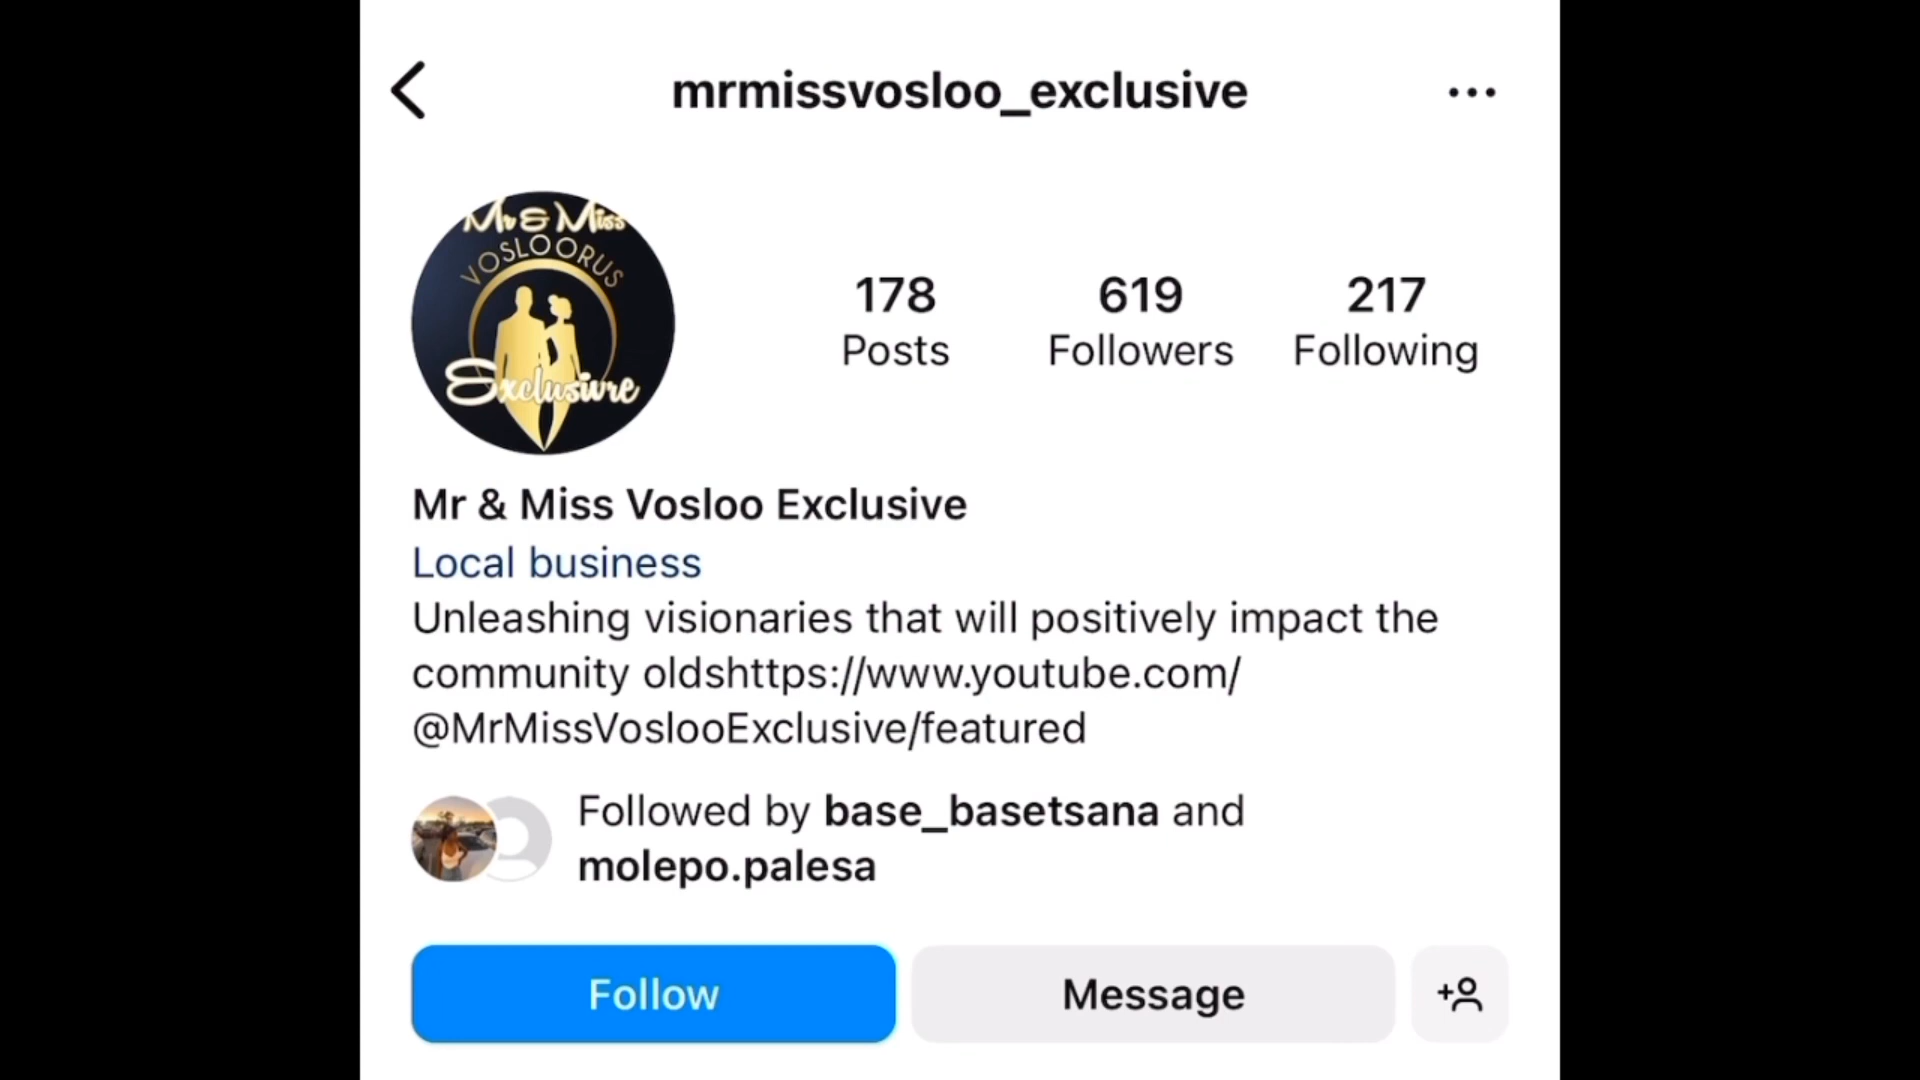 mrmissvosloo_exclusive
Mr & Miss
VOSLOORUS
Exclusivre
178
Posts
619
Followers
217
Following
Mr & Miss Vosloo Exclusive
Local business
Unleashing visionaries that will positively impact the
community oldshttps://www.youtube.com/
@MrMissVoslooExclusive/featured
Followed by base_basetsana and
molepo.palesa
Follow
Message